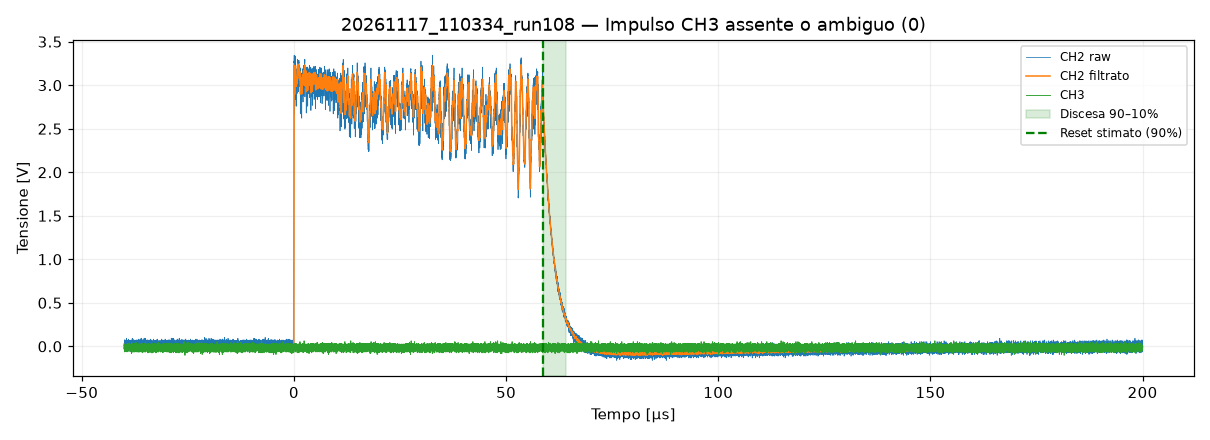 20261117_110334_run108 — Impulso CH3 assente o ambiguo (0)
3.5
3.0
2.5
2.0
1.5
1.0
0.5
0.0
Tensione [V]
CH2 raw
CH2 filtrato
CH3
Discesa 90–10%
Reset stimato (90%)
−50
0
50
100
150
200
Tempo [µs]